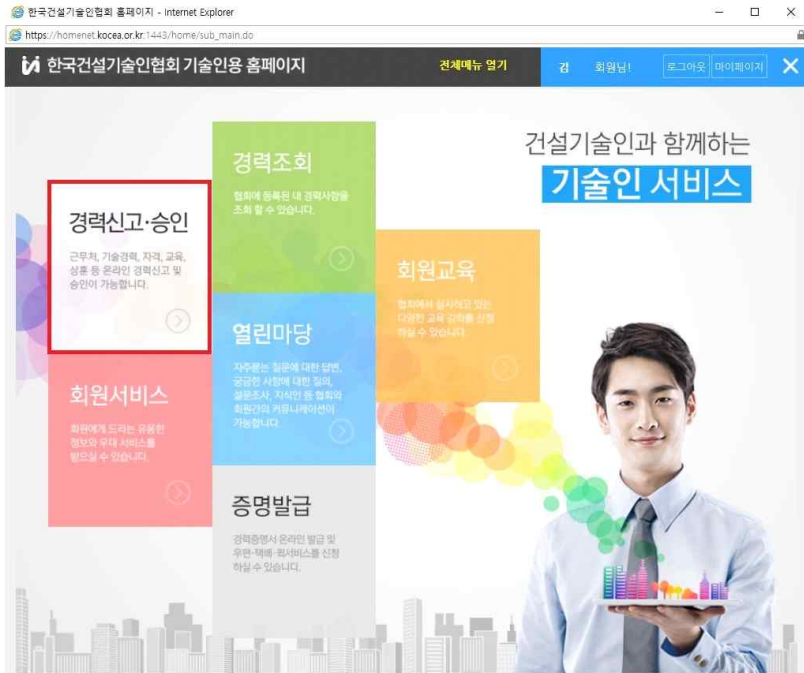 한국건설기술인협회 홈페이지 - Internet Explorer
https://homenet.kocea.or.kr:1443/home/sub_main.do
한국건설기술인협회 기술인용 홈페이지
전체메뉴 열기
김 회원님!
로그아웃
마이페이지
건설기술인과 함께하는
기술인 서비스
경력신고·승인
근무처, 기술경력, 자격, 교육,
상훈 등 온라인 경력신고 및
승인이 가능합니다.
경력조회
협회에 등록된 내 경력사항을
조회 할 수 있습니다.
회원교육
협회에서 실시하고 있는
다양한 교육 강좌를 신청
하실 수 있습니다.
열린마당
자주묻는 질문에 대한 답변,
궁금한 사항에 대한 질의,
설문조사, 지식인 등 협회와
회원간의 커뮤니케이션이
가능합니다.
회원서비스
회원에게 드리는 유용한
정보와 우대 서비스를
받으실 수 있습니다.
증명발급
경력증명서 온라인 발급 및
우편·택배·퀵서비스를 신청
하실 수 있습니다.